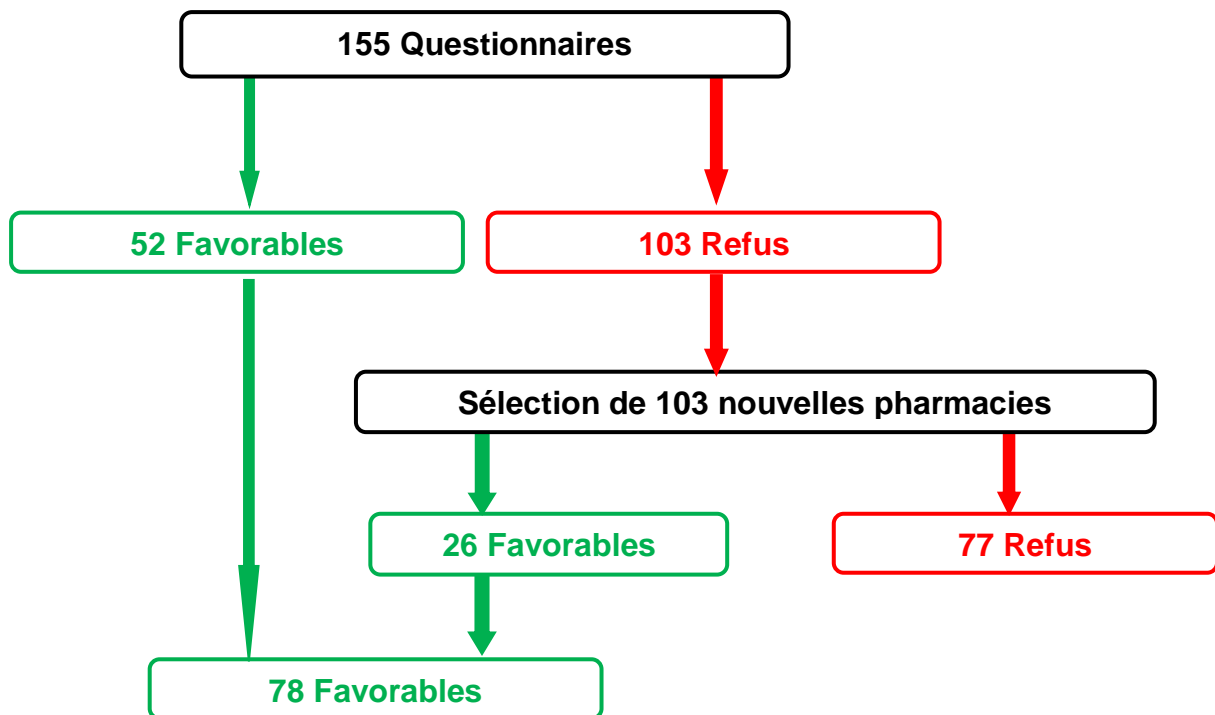 155 Questionnaires
52 Favorables
103 Refus
Sélection de 103 nouvelles pharmacies
26 Favorables
77 Refus
78 Favorables